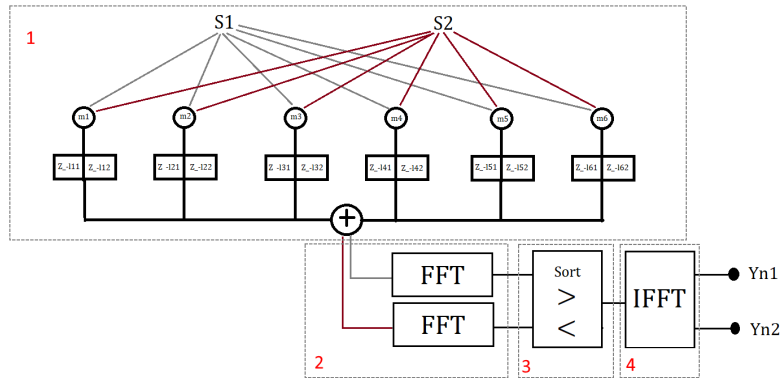 S1 S2
1
m1 m2 m3 m4 m5 m6
Z_-l11 Z_-l12 Z_-l21 Z_-l22 Z_-l31 Z_-l32 Z_-l41 Z_-l42 Z_-l51 Z_-l52 Z_-l61 Z_-l62
+
FFT Sort Yn1
> IFFT
FFT < Yn2
2 3 4